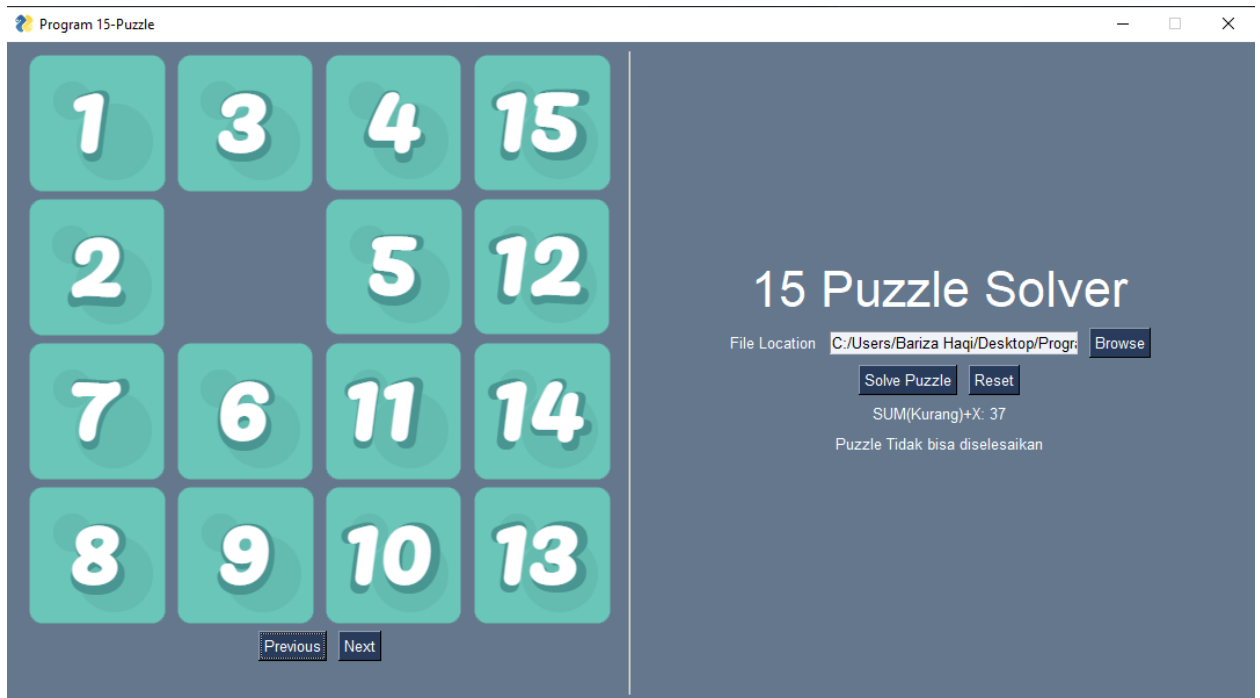 Program 15-Puzzle
1 3 4 15
2 5 12
7 6 11 14
8 9 10 13
Previous Next
15 Puzzle Solver
File Location C:/Users/Bariza Haqi/Desktop/Progra Browse
Solve Puzzle Reset
SUM(Kurang)+X: 37
Puzzle Tidak bisa diselesaikan